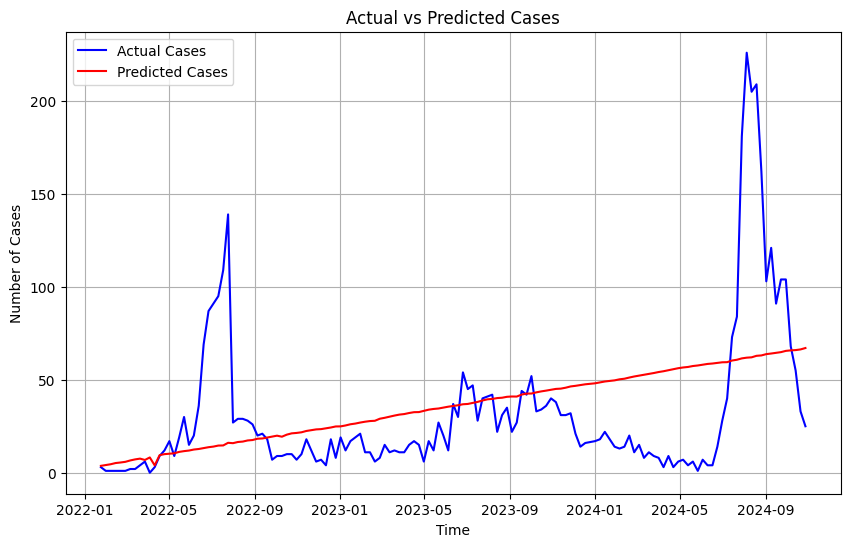 Actual vs Predicted Cases
Actual Cases
Predicted Cases
Number of Cases
200
150
100
50
0
2022-01 2022-05 2022-09 2023-01 2023-05 2023-09 2024-01 2024-05 2024-09
Time